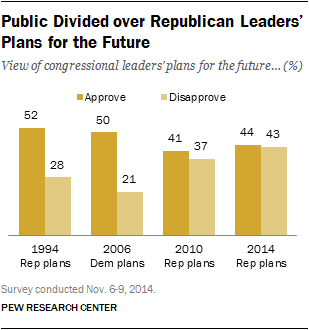 Public Divided over Republican Leaders’
Plans for the Future
View of congressional leaders’ plans for the future... (%)
Approve Disapprove
52 28 50 21 41 37 44 43
1994 2006 2010 2014
Rep plans Dem plans Rep plans Rep plans
Survey conducted Nov. 6-9, 2014.
PEW RESEARCH CENTER